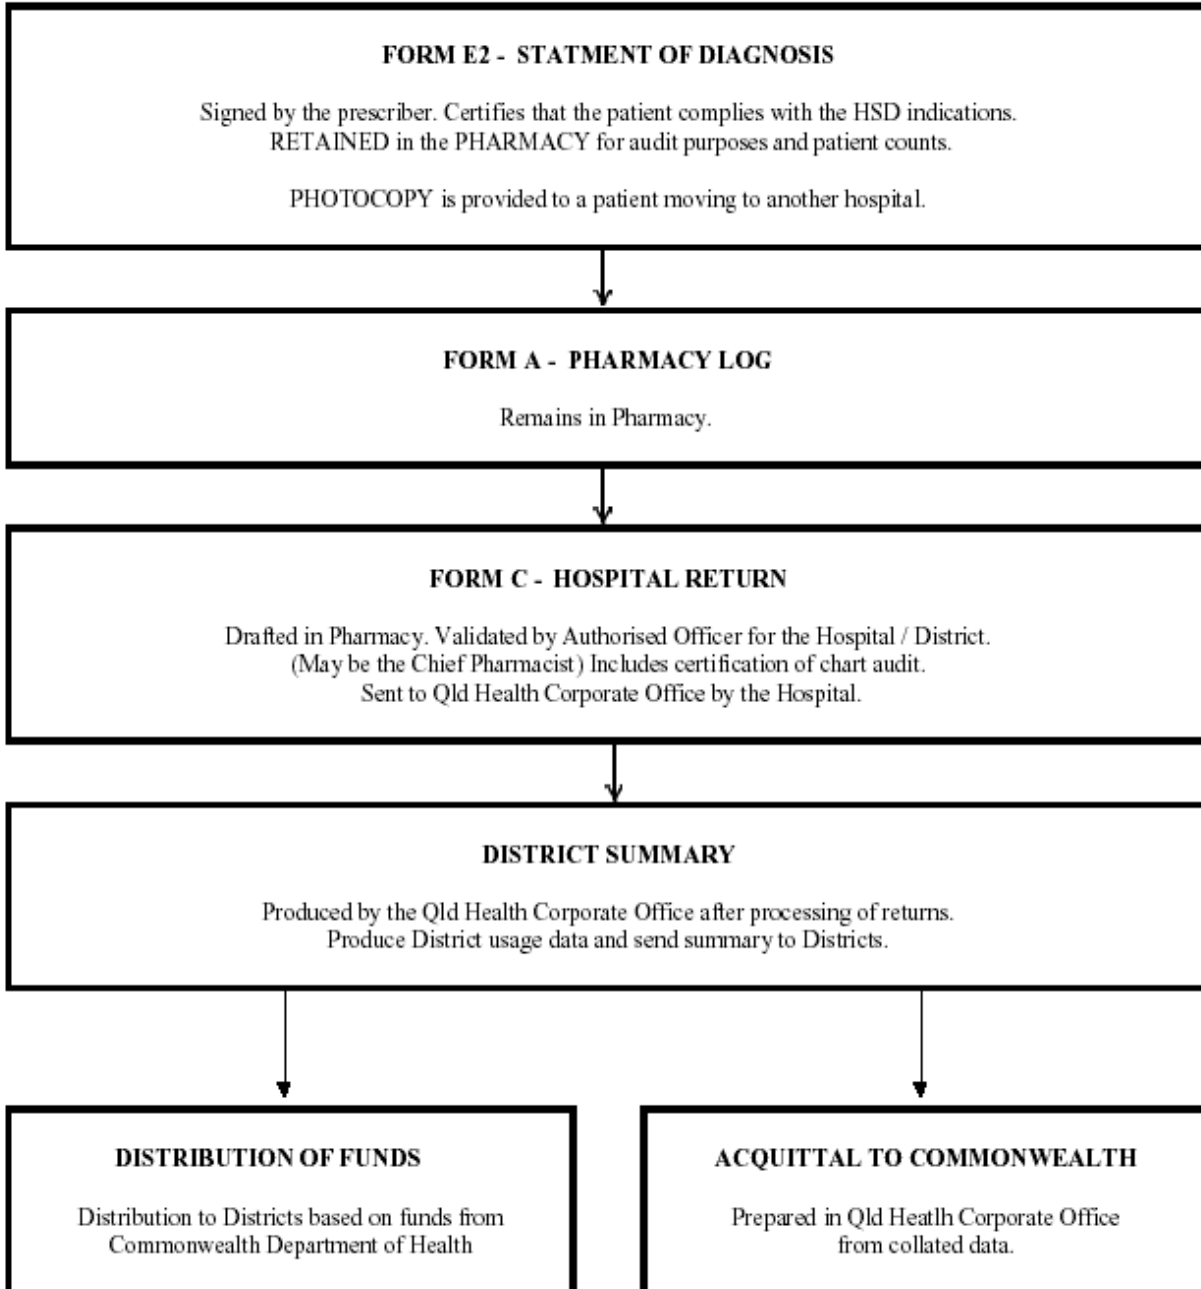 FORM E2 - STATMENT OF DIAGNOSIS
Signed by the prescriber. Certifies that the patient complies with the HSD indications.
RETAINED in the PHARMACY for audit purposes and patient counts.
PHOTOCOPY is provided to a patient moving to another hospital.
FORM A - PHARMACY LOG
Remains in Pharmacy.
FORM C - HOSPITAL RETURN
Drafted in Pharmacy. Validated by Authorised Officer for the Hospital / District.
(May be the Chief Pharmacist) Includes certification of chart audit.
Sent to Qld Health Corporate Office by the Hospital.
DISTRICT SUMMARY
Produced by the Qld Health Corporate Office after processing of returns.
Produce District usage data and send summary to Districts.
DISTRIBUTION OF FUNDS
Distribution to Districts based on funds from
Commonwealth Department of Health
ACQUITTAL TO COMMONWEALTH
Prepared in Qld Heatlh Corporate Office
from collated data.